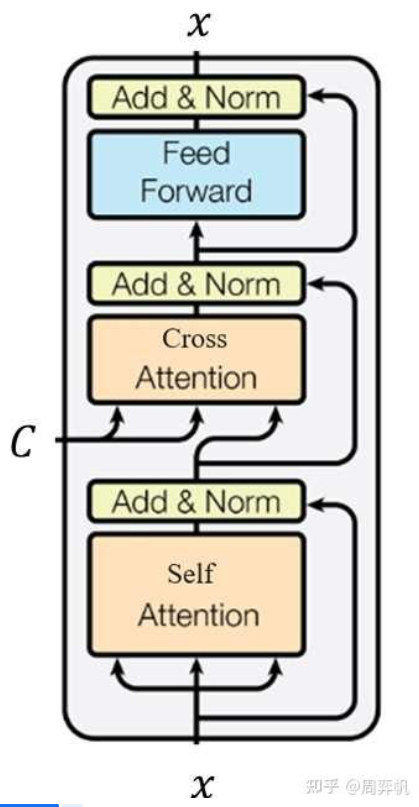 x
Add & Norm
Feed
Forward
Add & Norm
Cross
Attention
C
Add & Norm
Self
Attention
x
知乎 @周弈帆